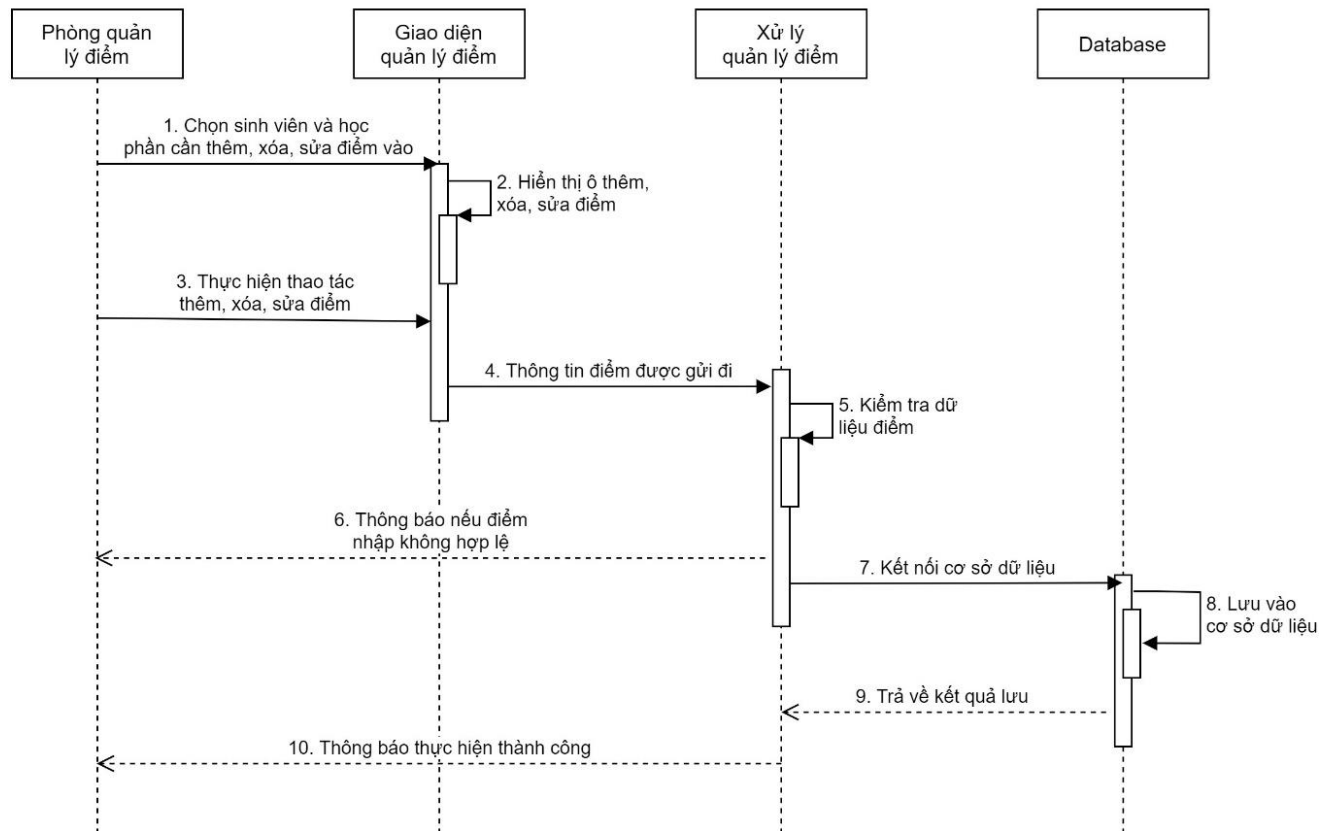 Phòng quản
lý điểm
Giao diện
quản lý điểm
Xử lý
quản lý điểm
Database
1. Chọn sinh viên và học
phần cần thêm, xóa, sửa điểm vào
2. Hiển thị ô thêm,
xóa, sửa điểm
3. Thực hiện thao tác
thêm, xóa, sửa điểm
4. Thông tin điểm được gửi đi
5. Kiểm tra dữ
liệu điểm
6. Thông báo nếu điểm
nhập không hợp lệ
7. Kết nối cơ sở dữ liệu
8. Lưu vào
cơ sở dữ liệu
9. Trả về kết quả lưu
10. Thông báo thực hiện thành công